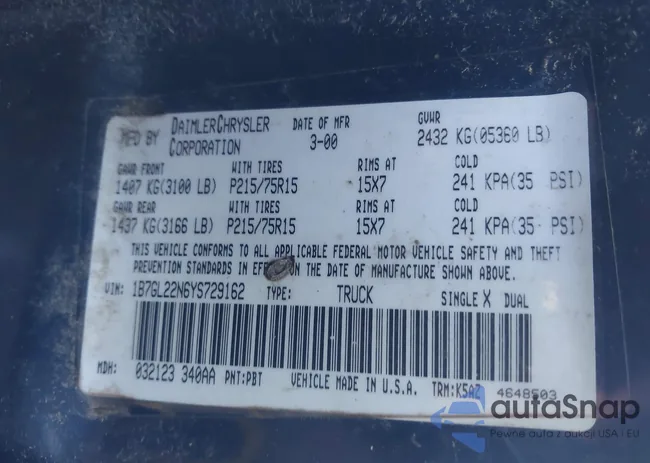 MFD BY DAIMLERCHRYSLER CORPORATION DATE OF MFR 3-00 GVWR 2432 KG(05360 LB)
GAWR FRONT WITH TIRES RIMS AT COLD
1407 KG(3100 LB) P215/75R15 15X7 241 KPA(35 PSI)
GAWR REAR WITH TIRES RIMS AT COLD
1437 KG(3166 LB) P215/75R15 15X7 241 KPA(35 PSI)
THIS VEHICLE CONFORMS TO ALL APPLICABLE FEDERAL MOTOR VEHICLE SAFETY AND THEFT
PREVENTION STANDARDS IN EFFECT ON THE DATE OF MANUFACTURE SHOWN ABOVE.
VIN: 1B7GL22N6YS729162 TYPE: TRUCK SINGLE X DUAL
MDH: 032123 340AA PNT:PBT VEHICLE MADE IN U.S.A. TRM:K5AZ 4648503
autaSnap
Pewne auta z aukcji USA i EU